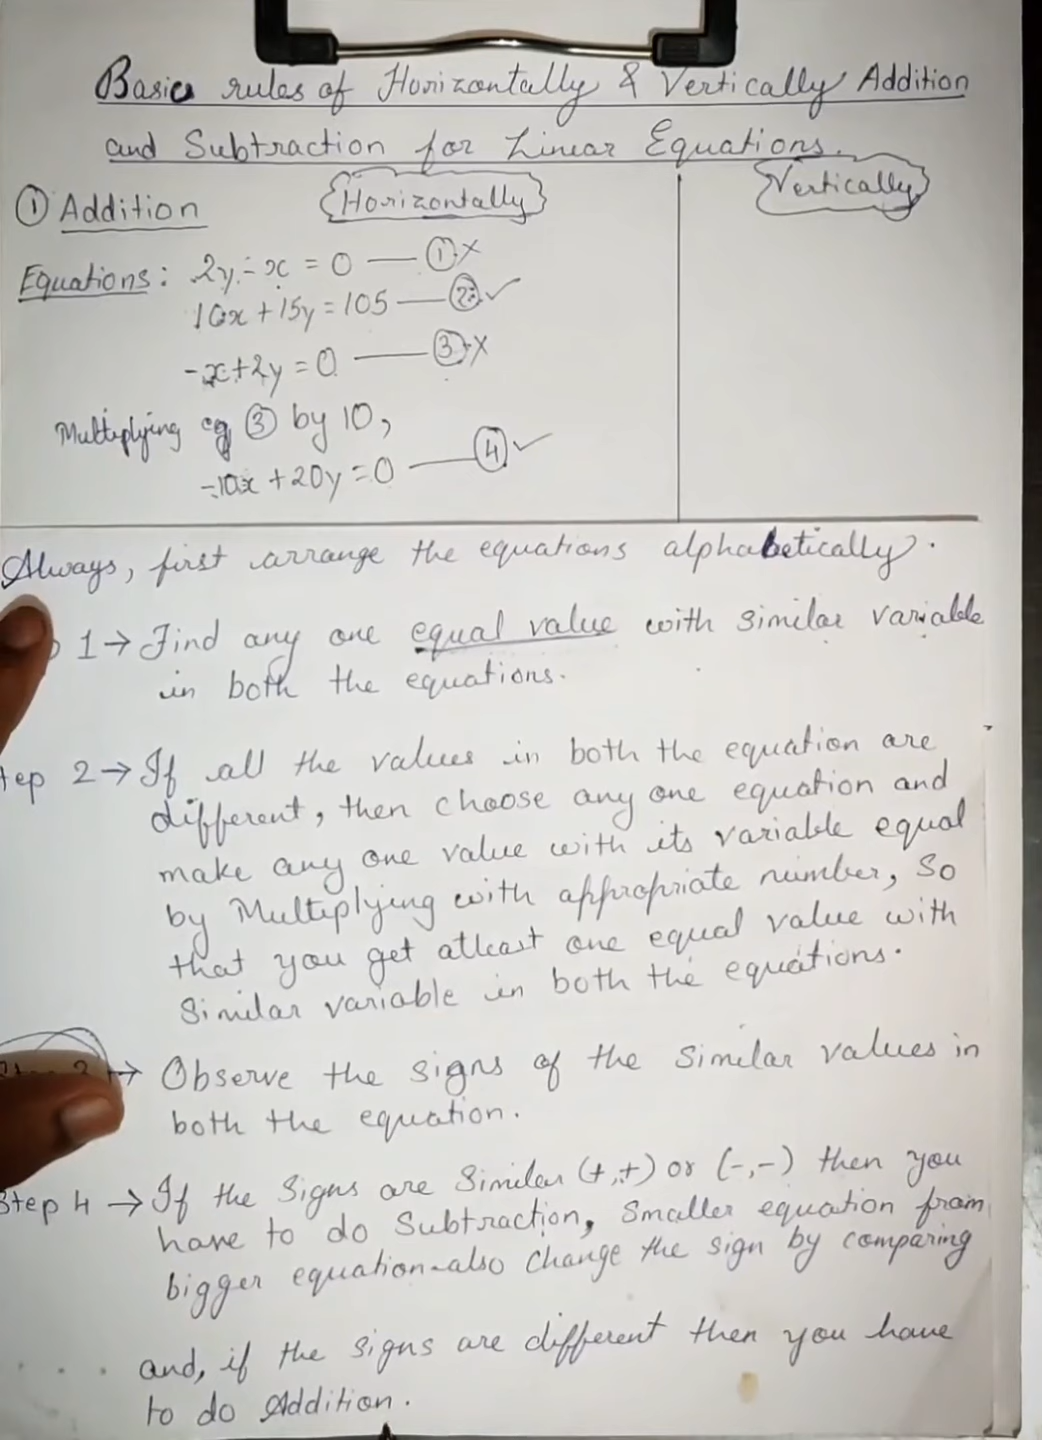 Basics rules of Horizontally & Vertically Addition
and Subtraction for Linear Equations.
① Addition
Horizontally
Vertically
Equations: 2y - x = 0 — ① ×
10x + 15y = 105 — ② ✓
-x + 2y = 0 — ③ ×
Multiplying eq ③ by 10,
-10x + 20y = 0 — ④ ✓
Always, first arrange the equations alphabetically.
1 → Find any one equal value with similar variable
in both the equations.
tep 2 → If all the values in both the equation are
different, then choose any one equation and
make any one value with its variable equal
by Multiplying with appropriate number, So
that you get atleast one equal value with
Similar variable in both the equations.
→ Observe the signs of the similar values in
both the equation.
Step 4 → If the Signs are Similar (+,+) or (-,-) then you
have to do Subtraction, Smaller equation from
bigger equation-also Change the sign by comparing
and, if the signs are different then you have
to do Addition.